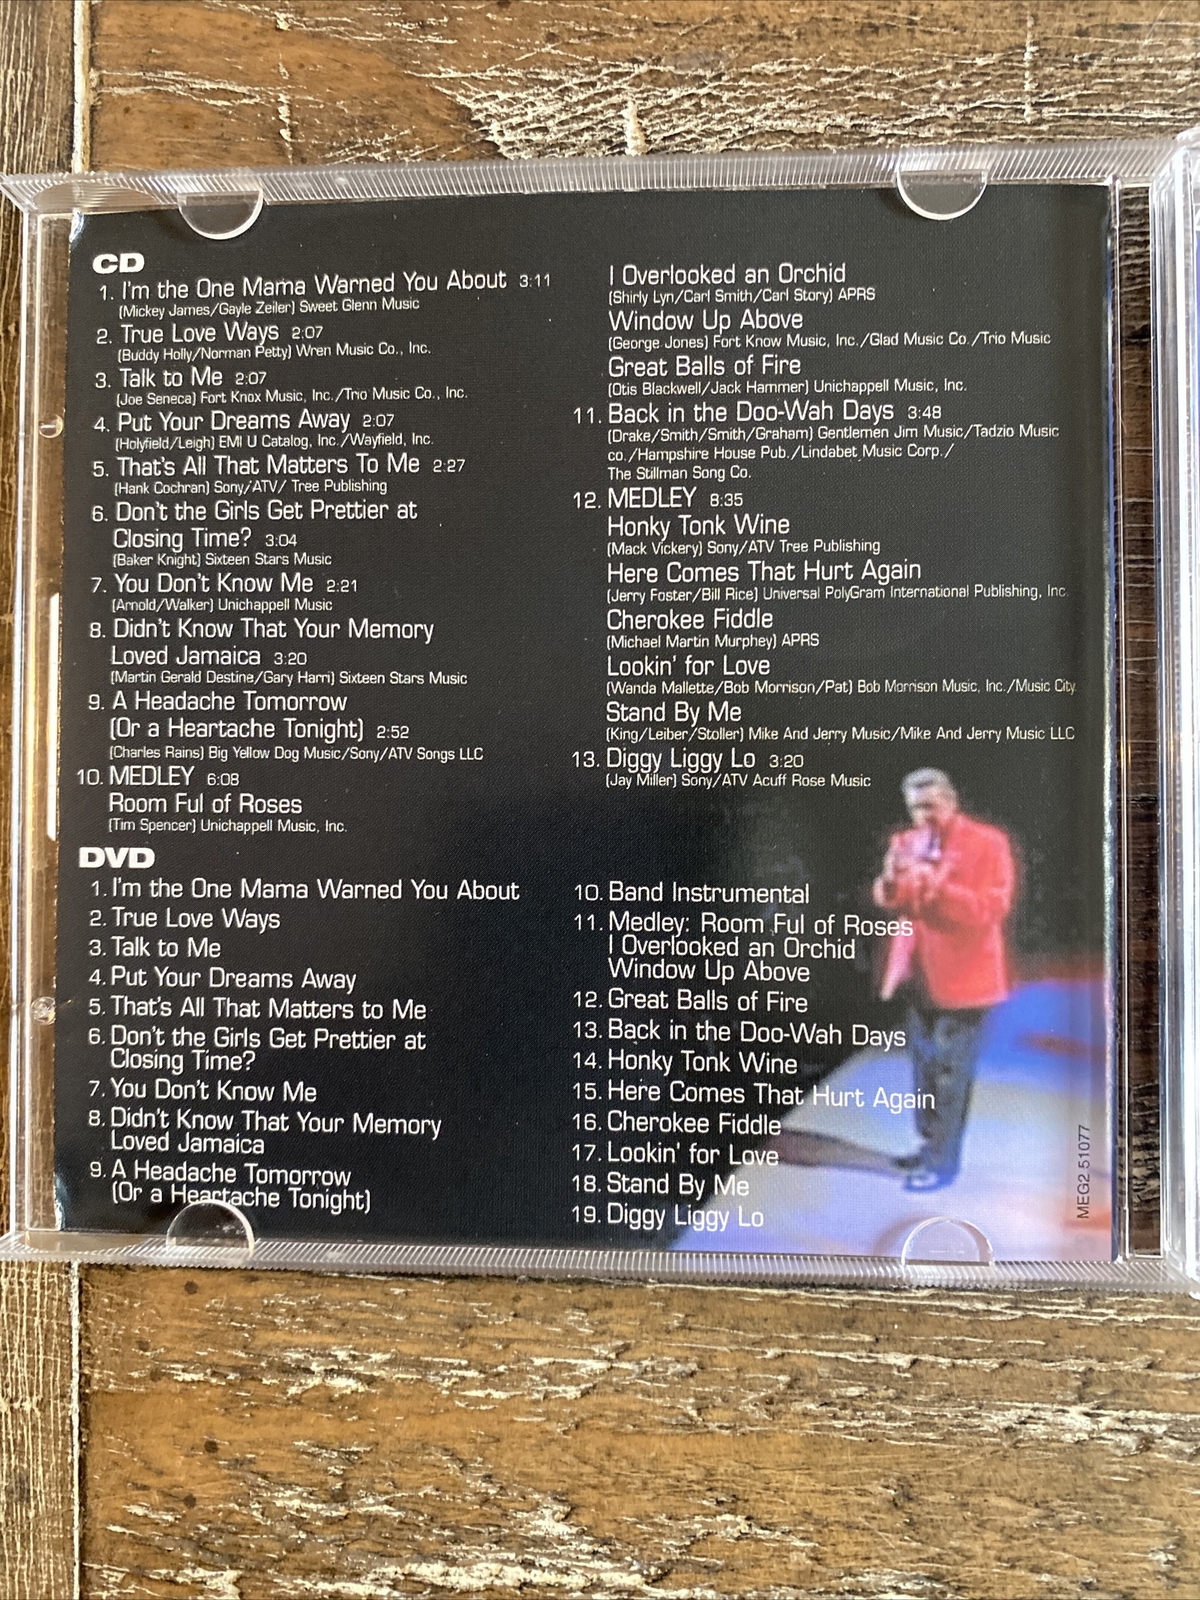 CD
1. I'm the One Mama Warned You About 3:11
(Mickey James/Gayle Zeiler) Sweet Glenn Music
2. True Love Ways 2:07
(Buddy Holly/Norman Petty) Wren Music Co., Inc.
3. Talk to Me 2:07
(Joe Seneca) Fort Knox Music, Inc./Trio Music Co., Inc.
4. Put Your Dreams Away 2:07
(Holyfield/Leigh) EMI U Catalog, Inc./Wayfield, Inc.
5. That's All That Matters To Me 2:27
(Hank Cochran) Sony/ATV/ Tree Publishing
6. Don't the Girls Get Prettier at
Closing Time? 3:04
(Baker Knight) Sixteen Stars Music
7. You Don't Know Me 2:21
(Arnold/Walker) Unichappell Music
8. Didn't Know That Your Memory
Loved Jamaica 3:20
(Martin Gerald Destine/Gary Harri) Sixteen Stars Music
9. A Headache Tomorrow
(Or a Heartache Tonight) 2:52
(Charles Rains) Big Yellow Dog Music/Sony/ATV Songs LLC
10. MEDLEY 6:08
Room Ful of Roses
(Tim Spencer) Unichappell Music, Inc.
I Overlooked an Orchid
(Shirly Lyn/Carl Smith/Carl Story) APRS
Window Up Above
(George Jones) Fort Know Music, Inc./Glad Music Co./Trio Music
Great Balls of Fire
(Otis Blackwell/Jack Hammer) Unichappell Music, Inc.
11. Back in the Doo-Wah Days 3:48
(Drake/Smith/Smith/Graham) Gentlemen Jim Music/Tadzio Music
co./Hampshire House Pub./Lindabet Music Corp./
The Stillman Song Co.
12. MEDLEY 8:35
Honky Tonk Wine
(Mack Vickery) Sony/ATV Tree Publishing
Here Comes That Hurt Again
(Jerry Foster/Bill Rice) Universal PolyGram International Publishing, Inc.
Cherokee Fiddle
(Michael Martin Murphey) APRS
Lookin' for Love
(Wanda Mallette/Bob Morrison/Pat) Bob Morrison Music, Inc./Music City
Stand By Me
(King/Leiber/Stoller) Mike And Jerry Music/Mike And Jerry Music LLC
13. Diggy Liggy Lo 3:20
(Jay Miller) Sony/ATV Acuff Rose Music
DVD
1. I'm the One Mama Warned You About
2. True Love Ways
3. Talk to Me
4. Put Your Dreams Away
5. That's All That Matters to Me
6. Don't the Girls Get Prettier at
Closing Time?
7. You Don't Know Me
8. Didn't Know That Your Memory
Loved Jamaica
9. A Headache Tomorrow
(Or a Heartache Tonight)
10. Band Instrumental
11. Medley: Room Ful of Roses
I Overlooked an Orchid
Window Up Above
12. Great Balls of Fire
13. Back in the Doo-Wah Days
14. Honky Tonk Wine
15. Here Comes That Hurt Again
16. Cherokee Fiddle
17. Lookin' for Love
18. Stand By Me
19. Diggy Liggy Lo
MEG2 51077